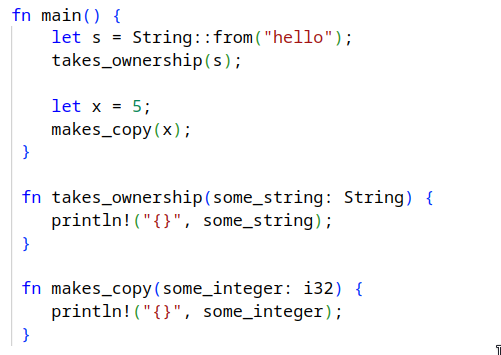 fn main() {
    let s = String::from("hello");
    takes_ownership(s);

    let x = 5;
    makes_copy(x);
}

fn takes_ownership(some_string: String) {
    println!("{}", some_string);
}

fn makes_copy(some_integer: i32) {
    println!("{}", some_integer);
}